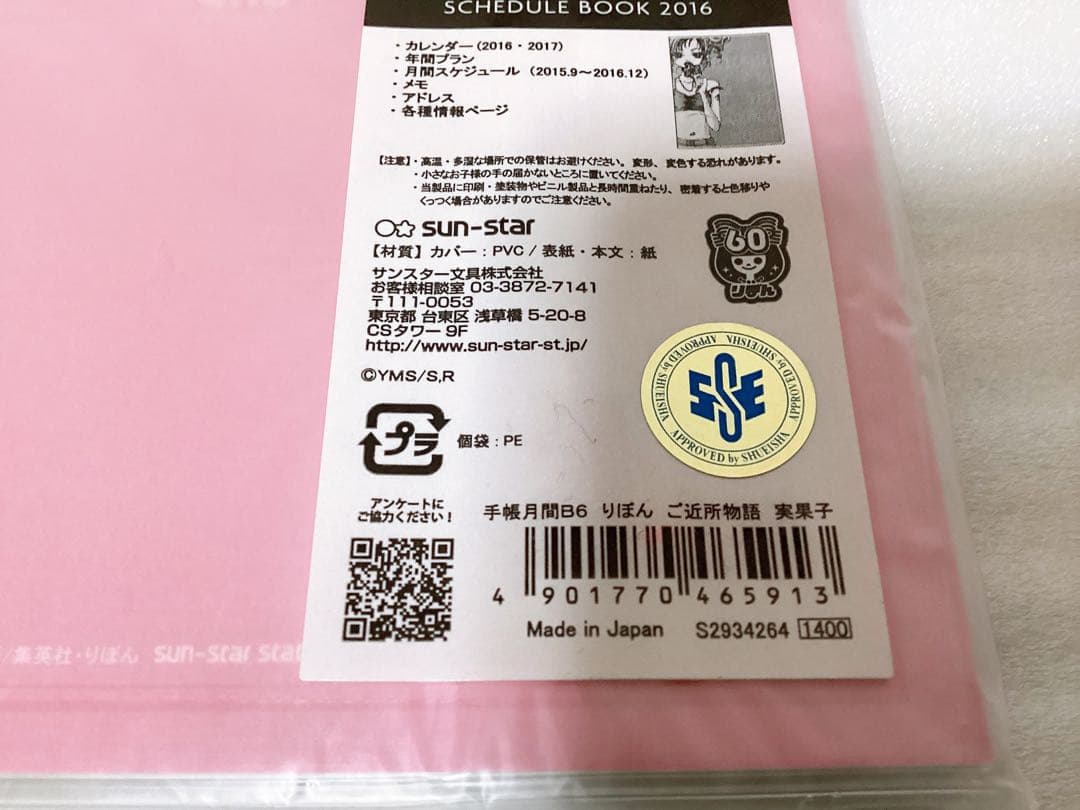 SCHEDULE BOOK 2016
・カレンダー(2016・2017)
・年間プラン
・月間スケジュール (2015.9～2016.12)
・メモ
・アドレス
・各種情報ページ
【注意】・高温・多湿な場所での保管はお避けください。変形、変色する恐れがあります。
・小さなお子様の手の届かないところに置いてください。
・当製品に印刷・塗装物やビニル製品と長時間重ねたり、密着すると色移りや
くっつく場合がありますのでご注意ください。
sun-star
【材質】カバー：PVC / 表紙・本文：紙
サンスター文具株式会社
お客様相談室 03-3872-7141
〒111-0053
東京都 台東区 浅草橋 5-20-8
CSタワー 9F
http://www.sun-star-st.jp/
60
りぼん
©YMS/S,R
APPROVED by SHUEISHA APPROVED by SHUEISHA APPROVED by SHUEISHA
SSE
プラ 個袋：PE
アンケートに
ご協力ください！
手帳月間B6 りぼん ご近所物語 実果子
4 901770 465913
Made in Japan S2934264 1400
/集英社・りぼん sun-star